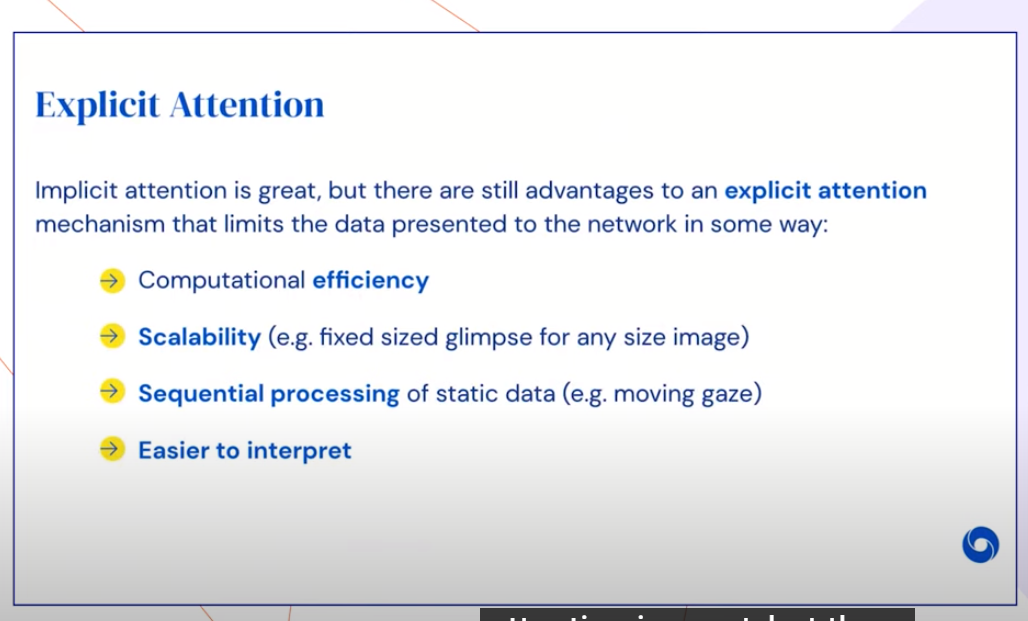 Explicit Attention
Implicit attention is great, but there are still advantages to an explicit attention
mechanism that limits the data presented to the network in some way:
Computational efficiency
Scalability (e.g. fixed sized glimpse for any size image)
Sequential processing of static data (e.g. moving gaze)
Easier to interpret